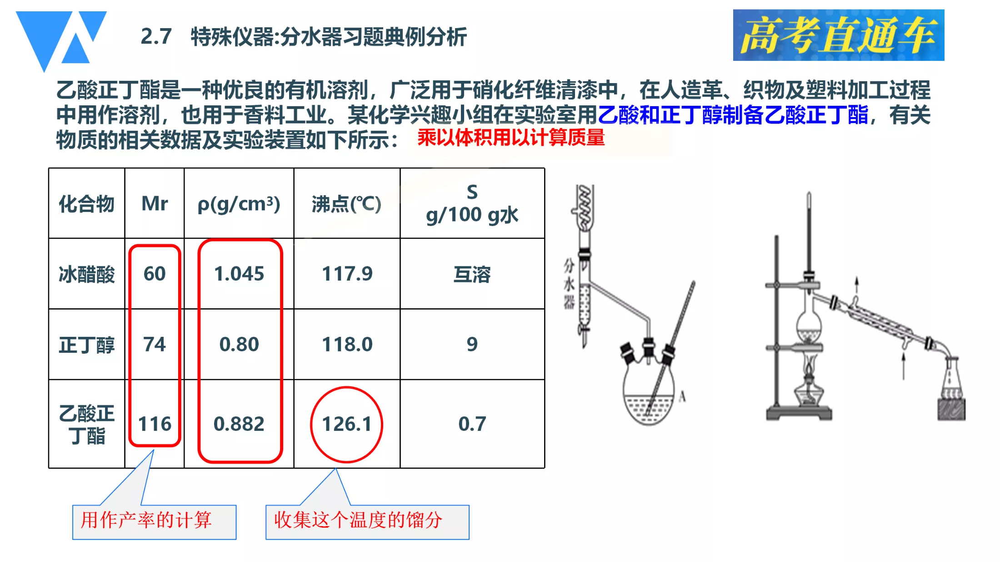 2.7 特殊仪器:分水器习题典例分析
高考直通车
乙酸正丁酯是一种优良的有机溶剂，广泛用于硝化纤维清漆中，在人造革、织物及塑料加工过程
中用作溶剂，也用于香料工业。某化学兴趣小组在实验室用乙酸和正丁醇制备乙酸正丁酯，有关
物质的相关数据及实验装置如下所示：
乘以体积用以计算质量
化合物 Mr ρ(g/cm³) 沸点(℃) S
g/100 g水
冰醋酸 60 1.045 117.9 互溶
正丁醇 74 0.80 118.0 9
乙酸正
丁酯 116 0.882 126.1 0.7
分
水
器
A
用作产率的计算
收集这个温度的馏分